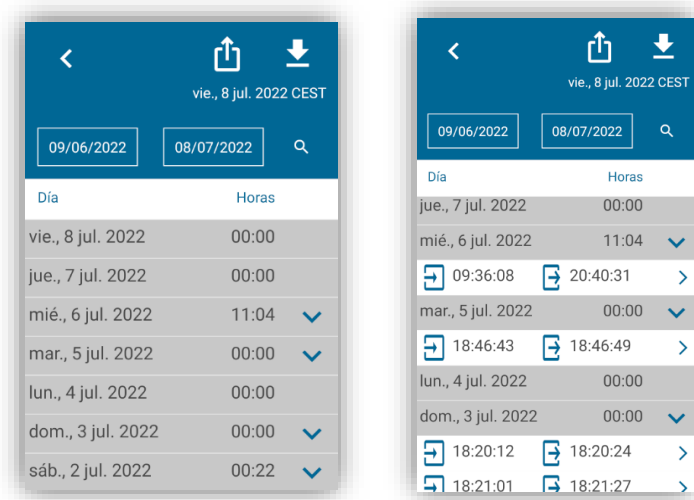 vie., 8 jul. 2022 CEST
09/06/2022 08/07/2022
Día Horas
vie., 8 jul. 2022 00:00
jue., 7 jul. 2022 00:00
mié., 6 jul. 2022 11:04
mar., 5 jul. 2022 00:00
lun., 4 jul. 2022 00:00
dom., 3 jul. 2022 00:00
sáb., 2 jul. 2022 00:22
vie., 8 jul. 2022 CEST
09/06/2022 08/07/2022
Día Horas
jue., 7 jul. 2022 00:00
mié., 6 jul. 2022 11:04
09:36:08 20:40:31
mar., 5 jul. 2022 00:00
18:46:43 18:46:49
lun., 4 jul. 2022 00:00
dom., 3 jul. 2022 00:00
18:20:12 18:20:24
18:21:01 18:21:27